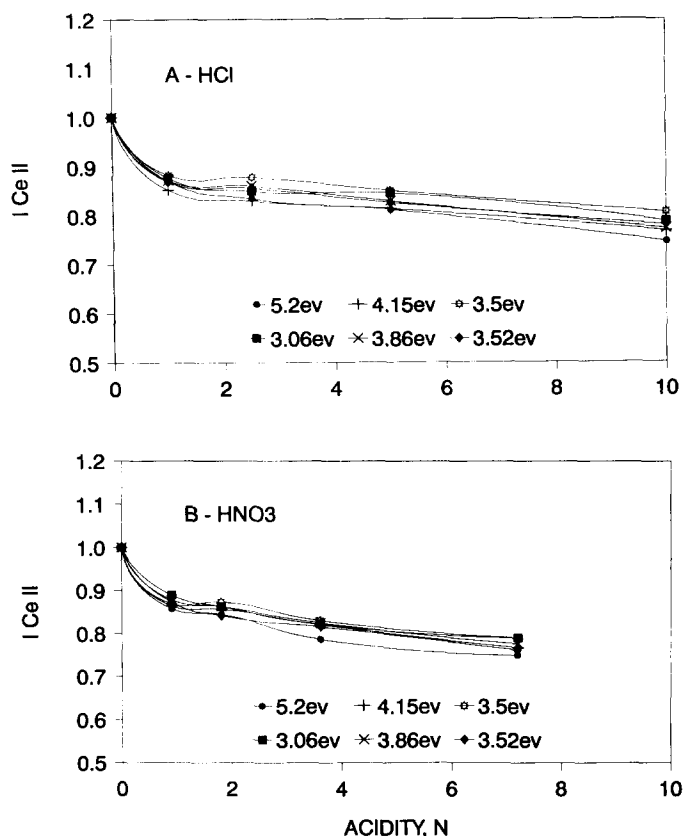 1.2
1.1
1.0
0.9
0.8
0.7
0.6
0.5
I Ce II
A - HCl
5.2ev 4.15ev 3.5ev
3.06ev 3.86ev 3.52ev
0 2 4 6 8 10
1.2
1.1
1.0
0.9
0.8
0.7
0.6
0.5
I Ce II
B - HNO3
5.2ev 4.15ev 3.5ev
3.06ev 3.86ev 3.52ev
0 2 4 6 8 10
ACIDITY, N